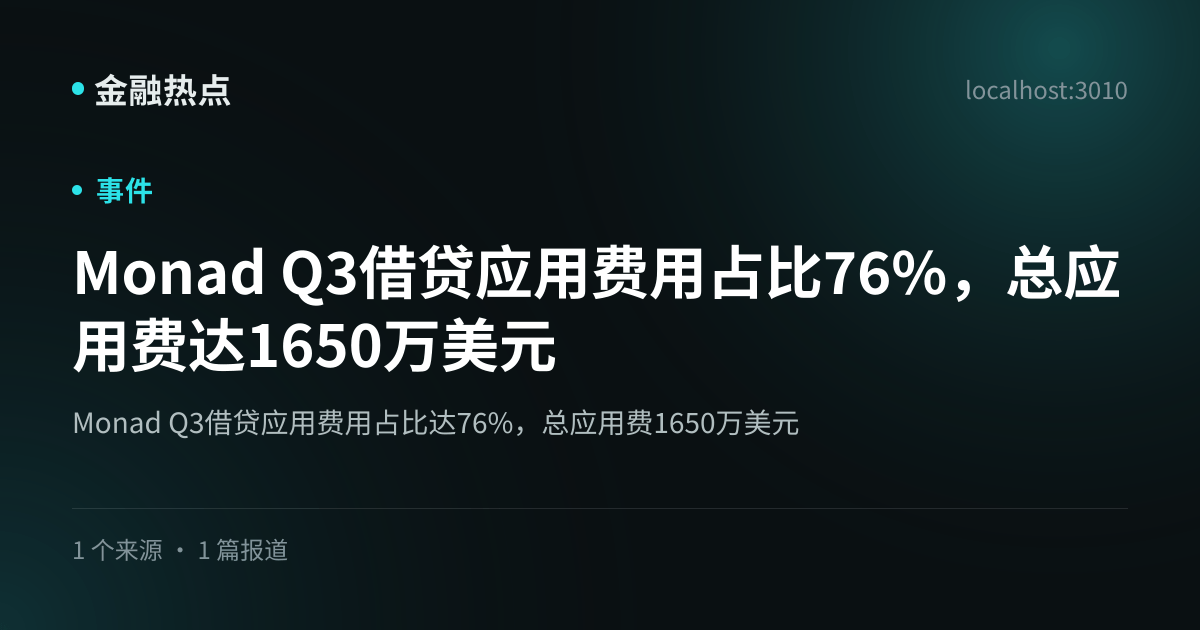 金融热点
localhost:3010
事件
Monad Q3借贷应用费用占比76%，总应
用费达1650万美元
Monad Q3借贷应用费用占比达76%，总应用费1650万美元
1 个来源 · 1 篇报道